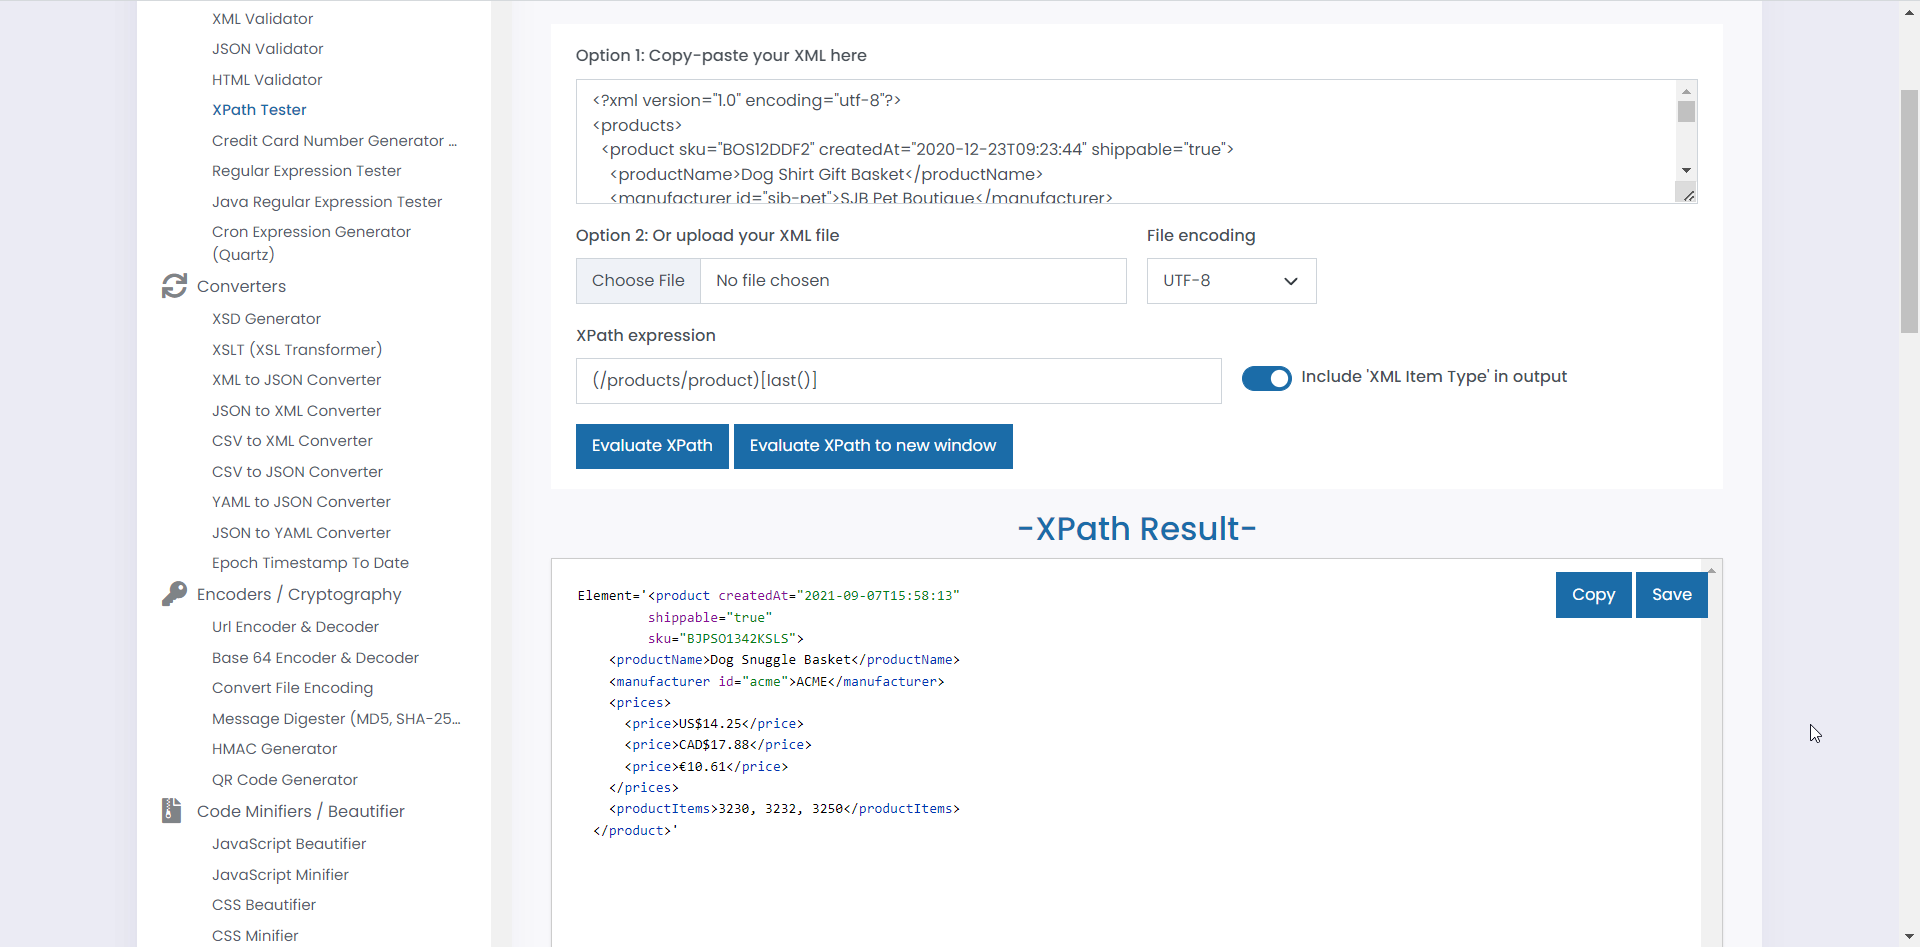 XML Validator
JSON Validator
HTML Validator
XPath Tester
Credit Card Number Generator ...
Regular Expression Tester
Java Regular Expression Tester
Cron Expression Generator
(Quartz)
Converters
XSD Generator
XSLT (XSL Transformer)
XML to JSON Converter
JSON to XML Converter
CSV to XML Converter
CSV to JSON Converter
YAML to JSON Converter
JSON to YAML Converter
Epoch Timestamp To Date
Encoders / Cryptography
Url Encoder & Decoder
Base 64 Encoder & Decoder
Convert File Encoding
Message Digester (MD5, SHA-25...
HMAC Generator
QR Code Generator
Code Minifiers / Beautifier
JavaScript Beautifier
JavaScript Minifier
CSS Beautifier
CSS Minifier
Option 1: Copy-paste your XML here
<?xml version="1.0" encoding="utf-8"?>
<products>
<product sku="BOS12DDF2" createdAt="2020-12-23T09:23:44" shippable="true">
<productName>Dog Shirt Gift Basket</productName>
<manufacturer id="sjb-pet">SJB Pet Boutique</manufacturer>
Option 2: Or upload your XML file
File encoding
Choose File No file chosen
UTF-8
XPath expression
(/products/product)[last()]
Include 'XML Item Type' in output
Evaluate XPath
Evaluate XPath to new window
-XPath Result-
Copy
Save
Element='<product createdAt="2021-09-07T15:58:13"
shippable="true"
sku="BJPSO1342KSLS">
<productName>Dog Snuggle Basket</productName>
<manufacturer id="acme">ACME</manufacturer>
<prices>
<price>US$14.25</price>
<price>CAD$17.88</price>
<price>€10.61</price>
</prices>
<productItems>3230, 3232, 3250</productItems>
</product>'